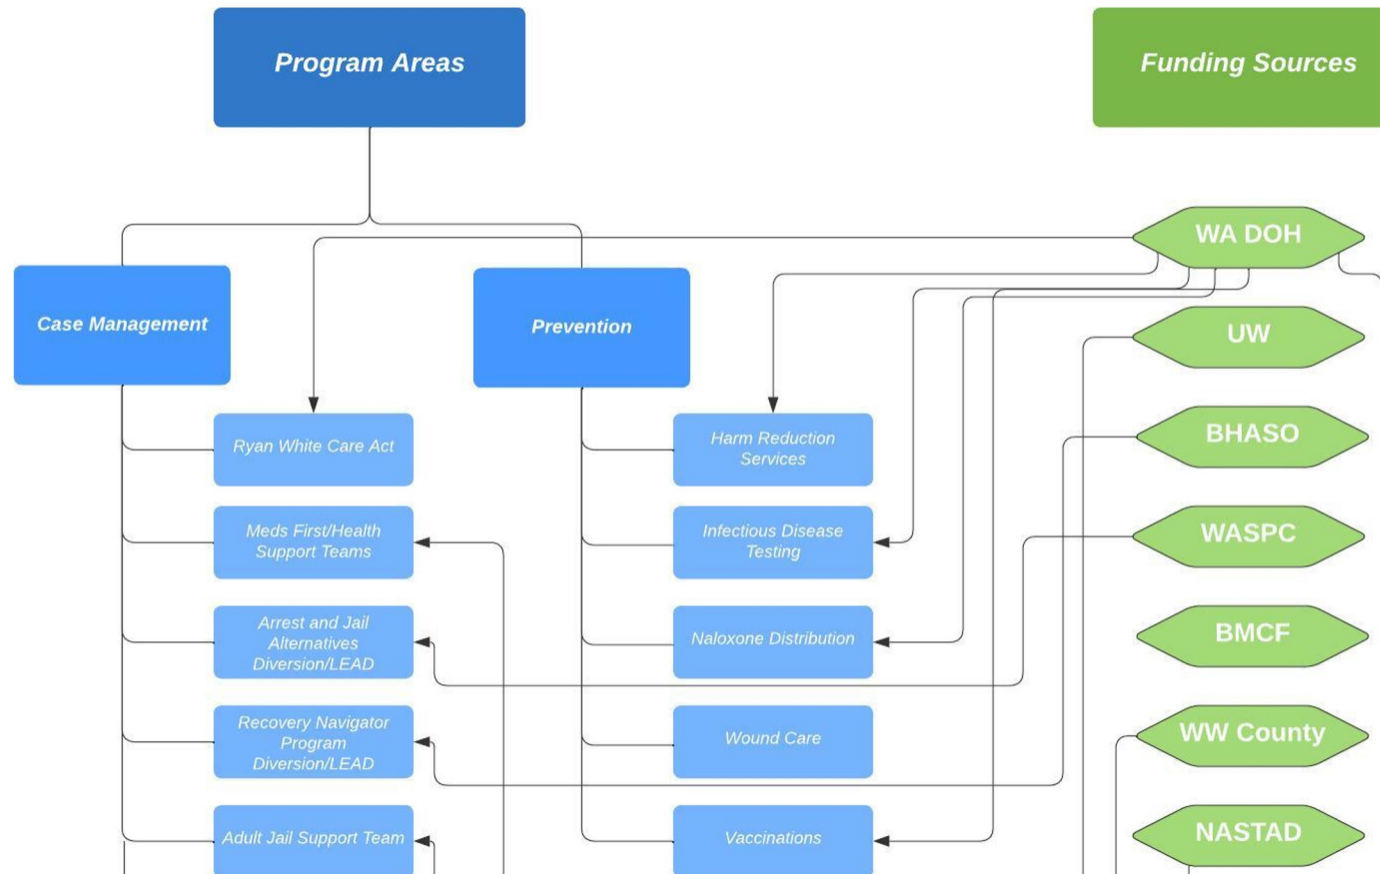 Program Areas
Funding Sources
WA DOH
Case Management
Prevention
UW
Ryan White Care Act
Harm Reduction
Services
BHASO
Meds First/Health
Support Teams
Infectious Disease
Testing
WASPC
Arrest and Jail
Alternatives
Diversion/LEAD
Naloxone Distribution
BMCF
Recovery Navigator
Program
Diversion/LEAD
Wound Care
WW County
Adult Jail Support Team
Vaccinations
NASTAD